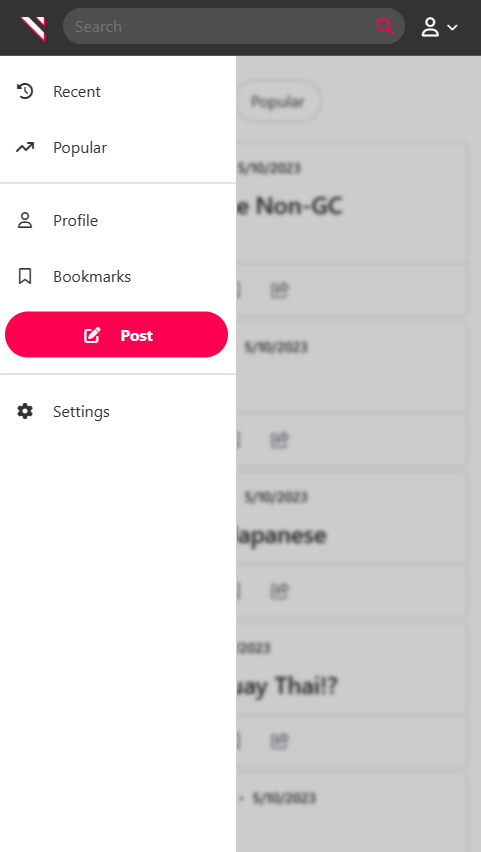 Search
Recent
Popular
Profile
Bookmarks
Post
Settings
Popular
5/10/2023
Non-GC
5/10/2023
5/10/2023
Japanese
/2023
Thai!?
• 5/10/2023